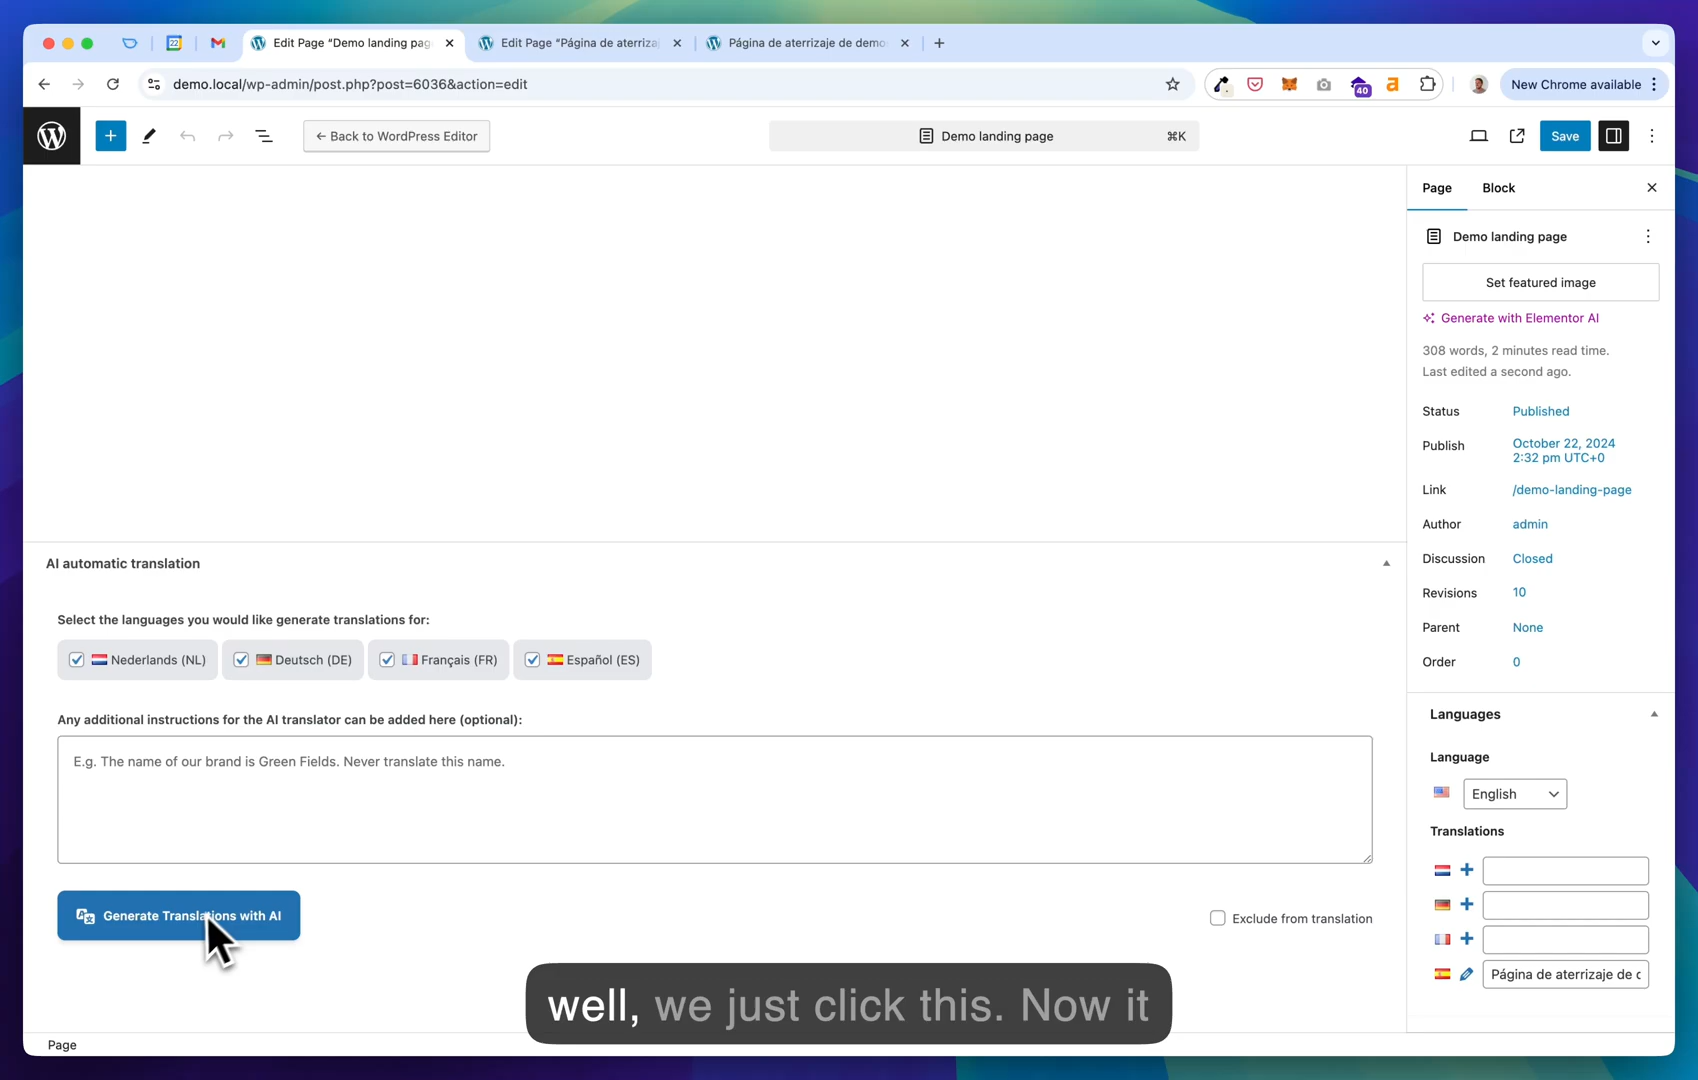 Edit Page “Demo landing pag
Edit Page “Página de aterriza
Página de aterrizaje de demo
demo.local/wp-admin/post.php?post=6036&action=edit
40
New Chrome available
← Back to WordPress Editor
Demo landing page
⌘K
Save
Page
Block
Demo landing page
Set featured image
Generate with Elementor AI
308 words, 2 minutes read time.
Last edited a second ago.
Status
Published
Publish
October 22, 2024
2:32 pm UTC+0
Link
/demo-landing-page
Author
admin
Discussion
Closed
Revisions
10
Parent
None
Order
0
AI automatic translation
Select the languages you would like generate translations for:
Nederlands (NL)
Deutsch (DE)
Français (FR)
Español (ES)
Any additional instructions for the AI translator can be added here (optional):
E.g. The name of our brand is Green Fields. Never translate this name.
Generate Translations with AI
Exclude from translation
Languages
Language
English
Translations
Página de aterrizaje de c
well, we just click this. Now it
Page